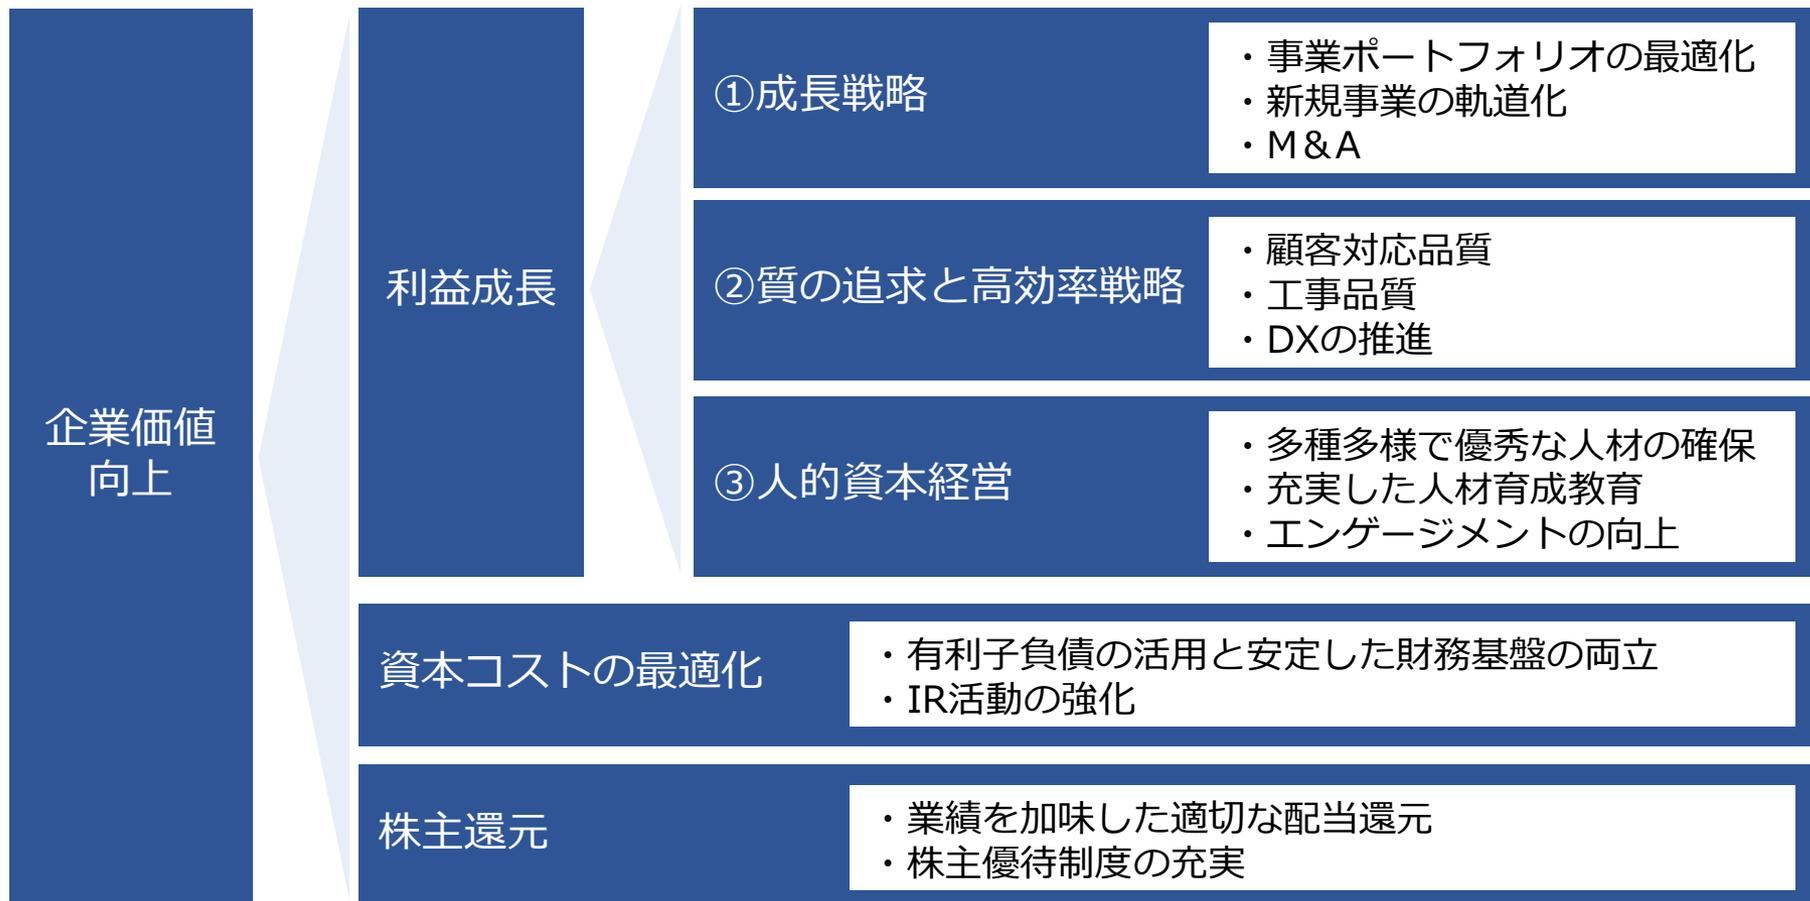 企業価値
向上
利益成長
①成長戦略
・事業ポートフォリオの最適化
・新規事業の軌道化
・M&A
②質の追求と高効率戦略
・顧客対応品質
・工事品質
・DXの推進
③人的資本経営
・多種多様で優秀な人材の確保
・充実した人材育成教育
・エンゲージメントの向上
資本コストの最適化
・有利子負債の活用と安定した財務基盤の両立
・IR活動の強化
株主還元
・業績を加味した適切な配当還元
・株主優待制度の充実